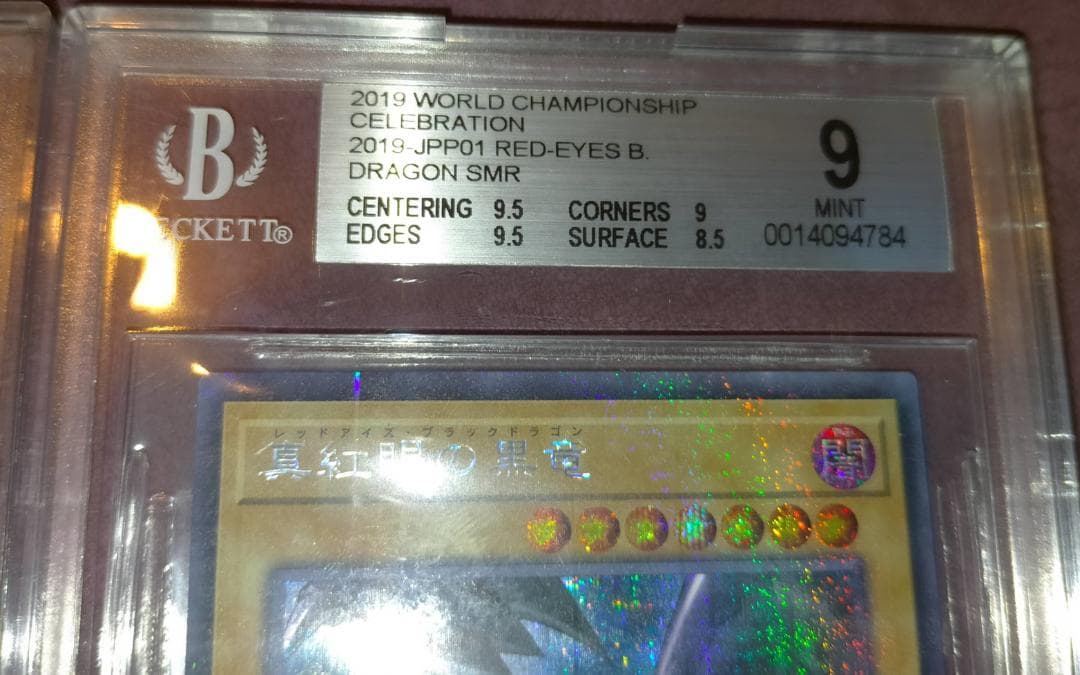 B
BECKETT®
2019 WORLD CHAMPIONSHIP
CELEBRATION
2019-JPP01 RED-EYES B.
DRAGON SMR
CENTERING 9.5 CORNERS 9
EDGES 9.5 SURFACE 8.5
9
MINT
0014094784
レッドアイズ・ブラックドラゴン
真紅眼の黒竜
闇